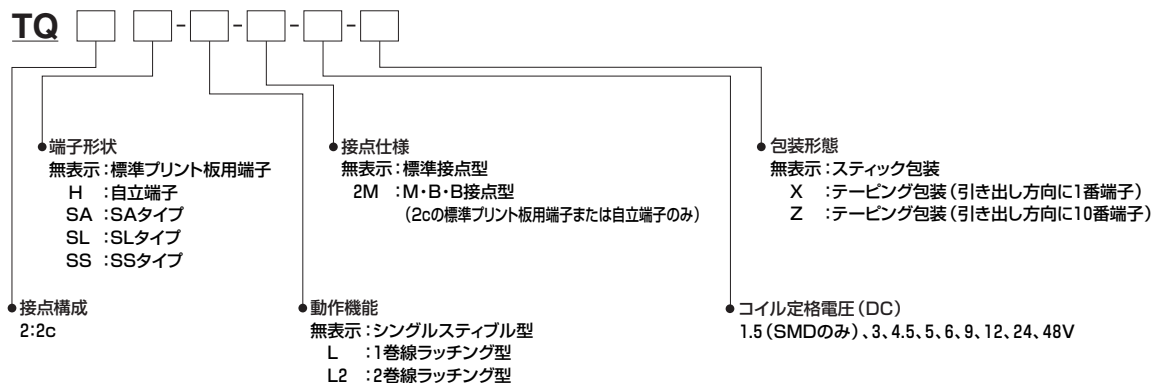 TQ - - - -
端子形状
無表示:標準プリント板用端子
H :自立端子
SA :SAタイプ
SL :SLタイプ
SS :SSタイプ
接点仕様
無表示:標準接点型
2M :M・B・B接点型
(2cの標準プリント板用端子または自立端子のみ)
包装形態
無表示:スティック包装
X :テーピング包装(引き出し方向に1番端子)
Z :テーピング包装(引き出し方向に10番端子)
接点構成
2:2c
動作機能
無表示:シングルスティブル型
L :1巻線ラッチング型
L2 :2巻線ラッチング型
コイル定格電圧(DC)
1.5(SMDのみ)、3、4.5、5、6、9、12、24、48V